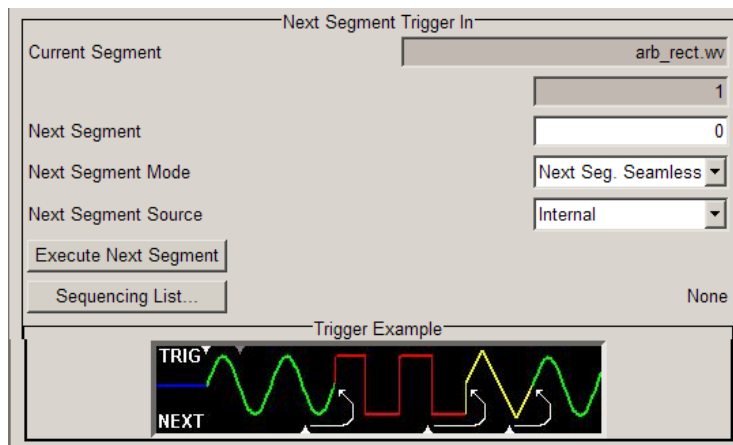 Next Segment Trigger In
Current Segment arb_rect.wv
1
Next Segment 0
Next Segment Mode Next Seg. Seamless
Next Segment Source Internal
Execute Next Segment
Sequencing List... None
Trigger Example
TRIG
NEXT